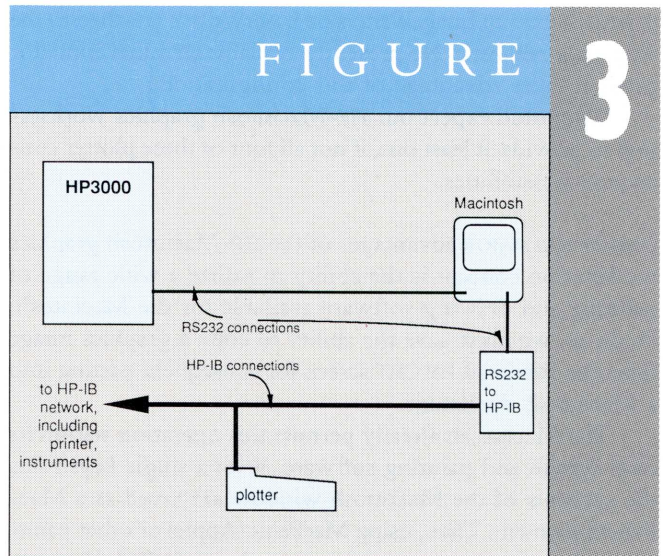 FIGURE
3
HP3000
Macintosh
RS232 connections
HP-IB connections
RS232
to
HP-IB
to HP-IB
network,
including
printer,
instruments
plotter